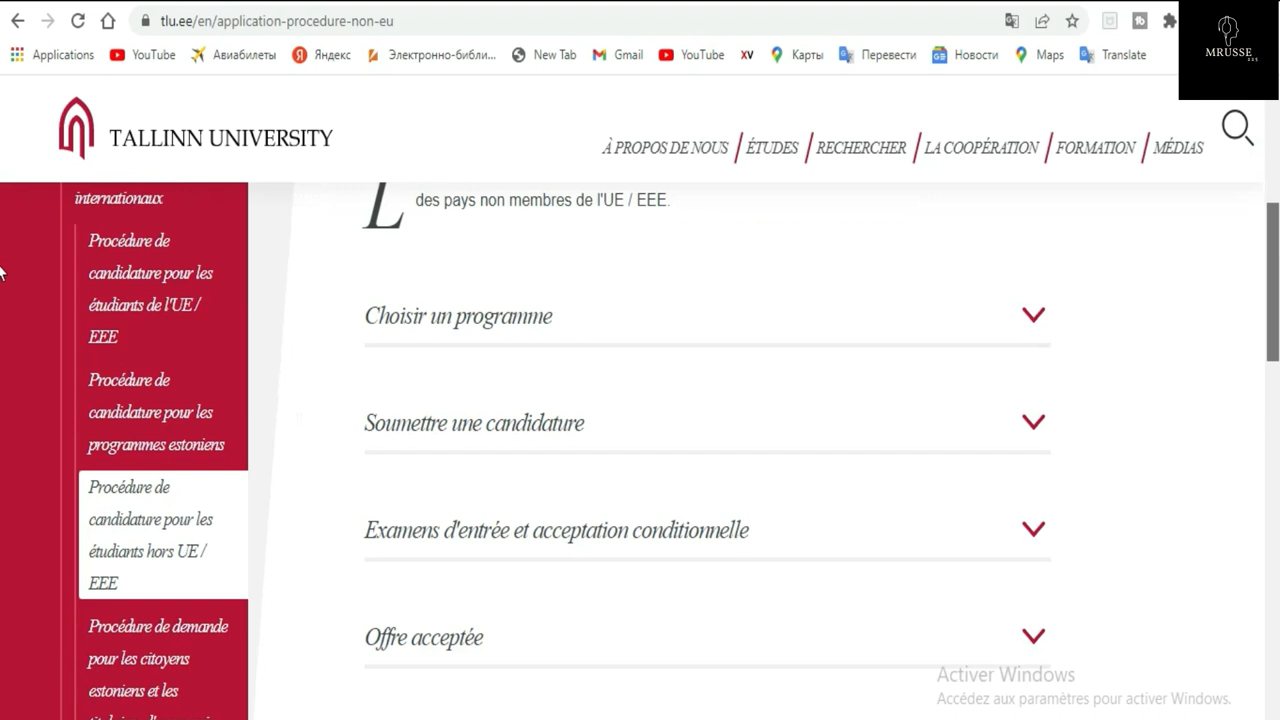 tlu.ee/en/application-procedure-non-eu
Applications YouTube Авиабилеты Яндекс Электронно-библи... New Tab Gmail YouTube XV Карты Перевести Новости Maps Translate
MRUSSE
225
TALLINN UNIVERSITY
À PROPOS DE NOUS ÉTUDES RECHERCHER LA COOPÉRATION FORMATION MÉDIAS
internationaux
Procédure de
candidature pour les
étudiants de l'UE /
EEE
Procédure de
candidature pour les
programmes estoniens
Procédure de
candidature pour les
étudiants hors UE /
EEE
Procédure de demande
pour les citoyens
estoniens et les
L
des pays non membres de l'UE / EEE.
Choisir un programme
Soumettre une candidature
Examens d'entrée et acceptation conditionnelle
Offre acceptée
Activer Windows
Accédez aux paramètres pour activer Windows.